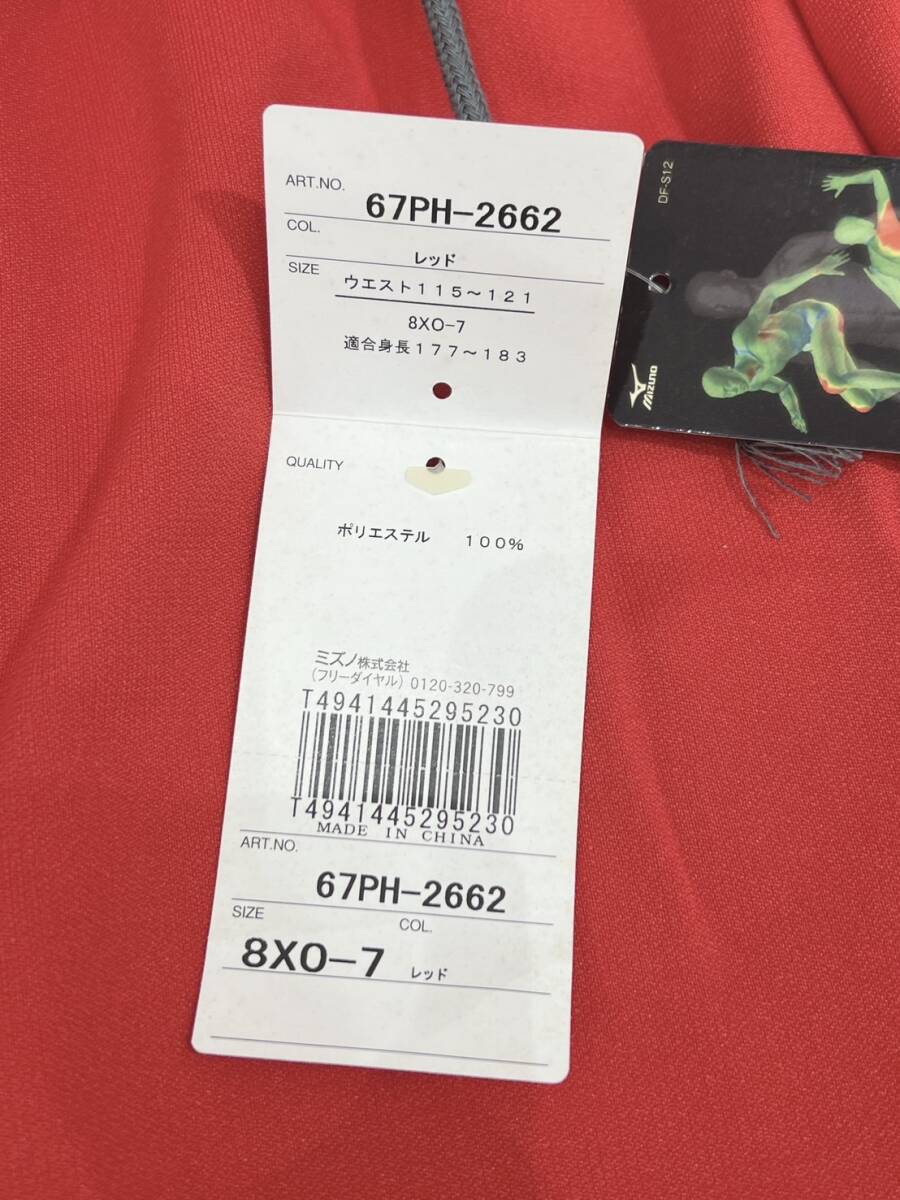 ART.NO.
67PH-2662
COL.
レッド
SIZE
ウエスト115~121
8XO-7
適合身長177~183
QUALITY
ポリエステル 100%
ミズノ株式会社
(フリーダイヤル) 0120-320-799
T4941445295230
T4941445295230
MADE IN CHINA
ART.NO.
67PH-2662
SIZE
COL.
8XO-7 レッド
DF-S12
MIZUNO